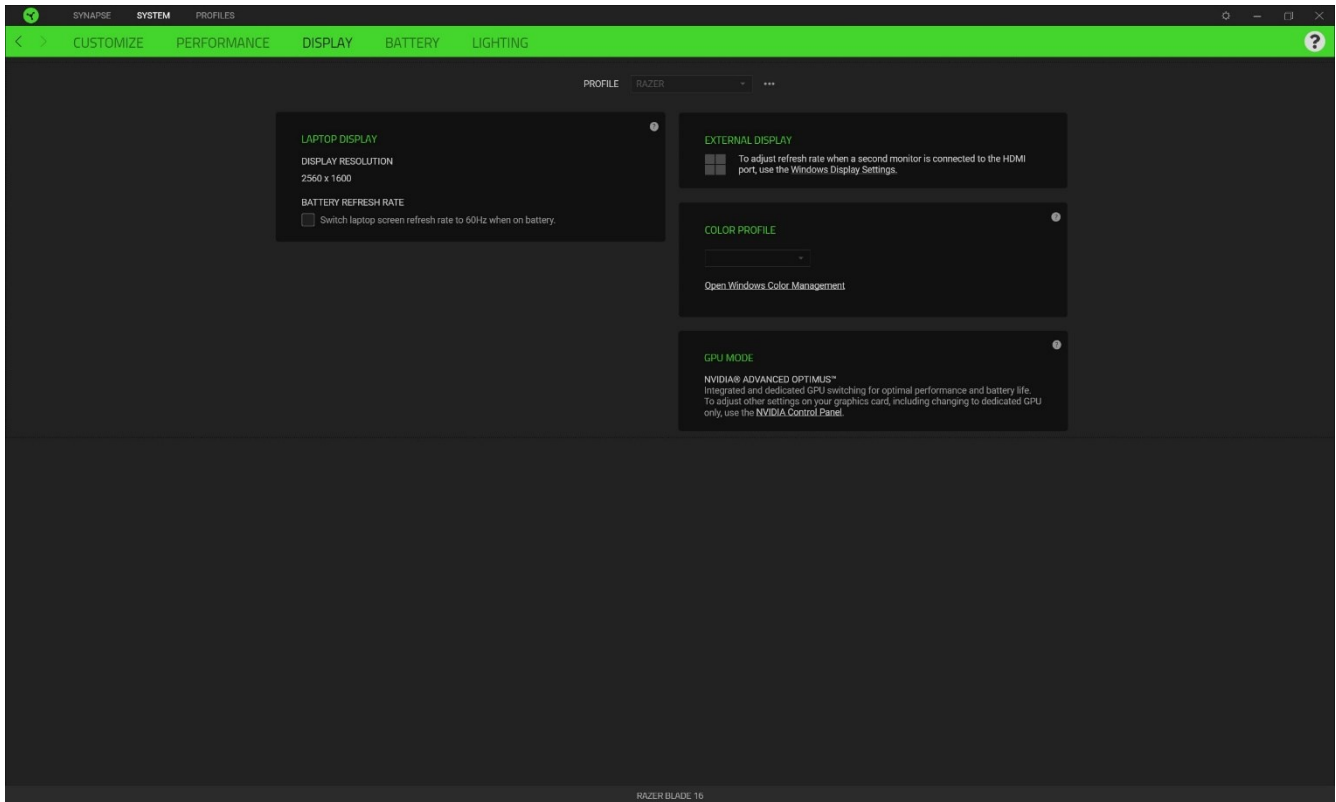 SYNAPSE SYSTEM PROFILES
CUSTOMIZE PERFORMANCE DISPLAY BATTERY LIGHTING
?
PROFILE RAZER
LAPTOP DISPLAY
?
DISPLAY RESOLUTION
2560 x 1600
BATTERY REFRESH RATE
Switch laptop screen refresh rate to 60Hz when on battery.
EXTERNAL DISPLAY
To adjust refresh rate when a second monitor is connected to the HDMI
port, use the Windows Display Settings.
?
COLOR PROFILE
Open Windows Color Management
?
GPU MODE
NVIDIA® ADVANCED OPTIMUS™
Integrated and dedicated GPU switching for optimal performance and battery life.
To adjust other settings on your graphics card, including changing to dedicated GPU
only, use the NVIDIA Control Panel.
RAZER BLADE 16